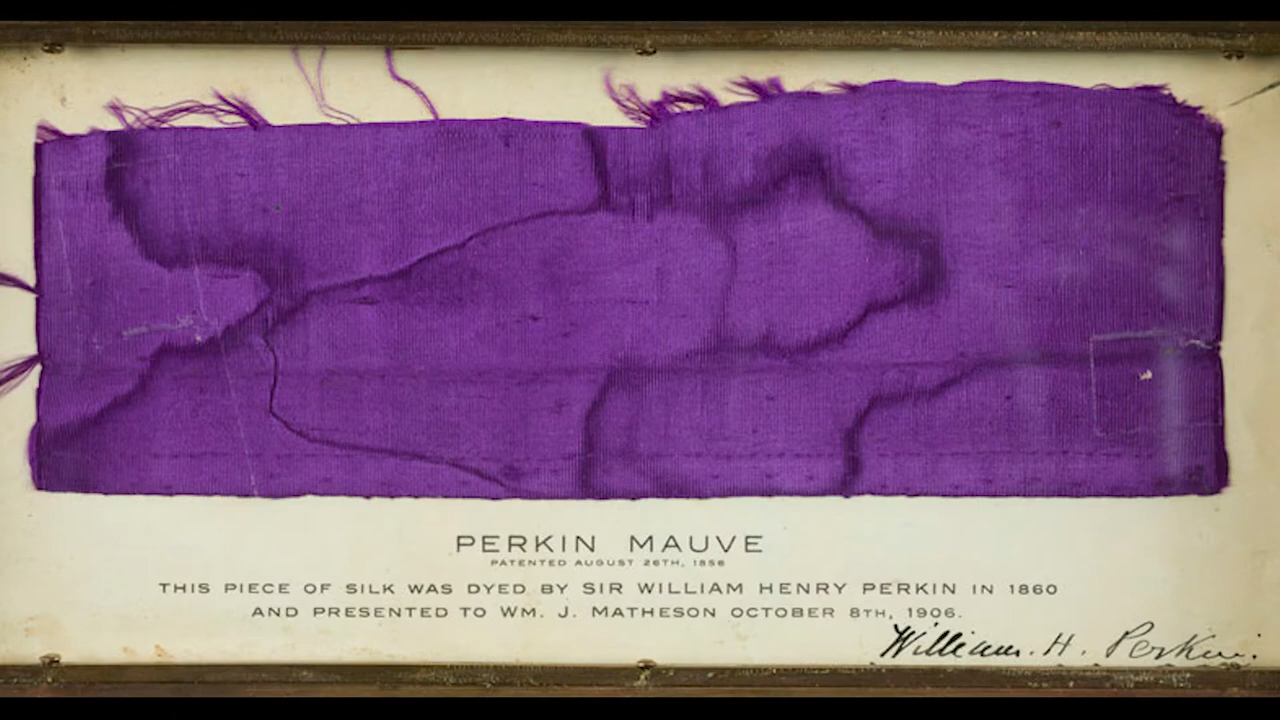 PERKIN MAUVE
PATENTED AUGUST 26TH, 1856
THIS PIECE OF SILK WAS DYED BY SIR WILLIAM HENRY PERKIN IN 1860
AND PRESENTED TO WM. J. MATHESON OCTOBER 8TH, 1906.
William. H. Perkin.